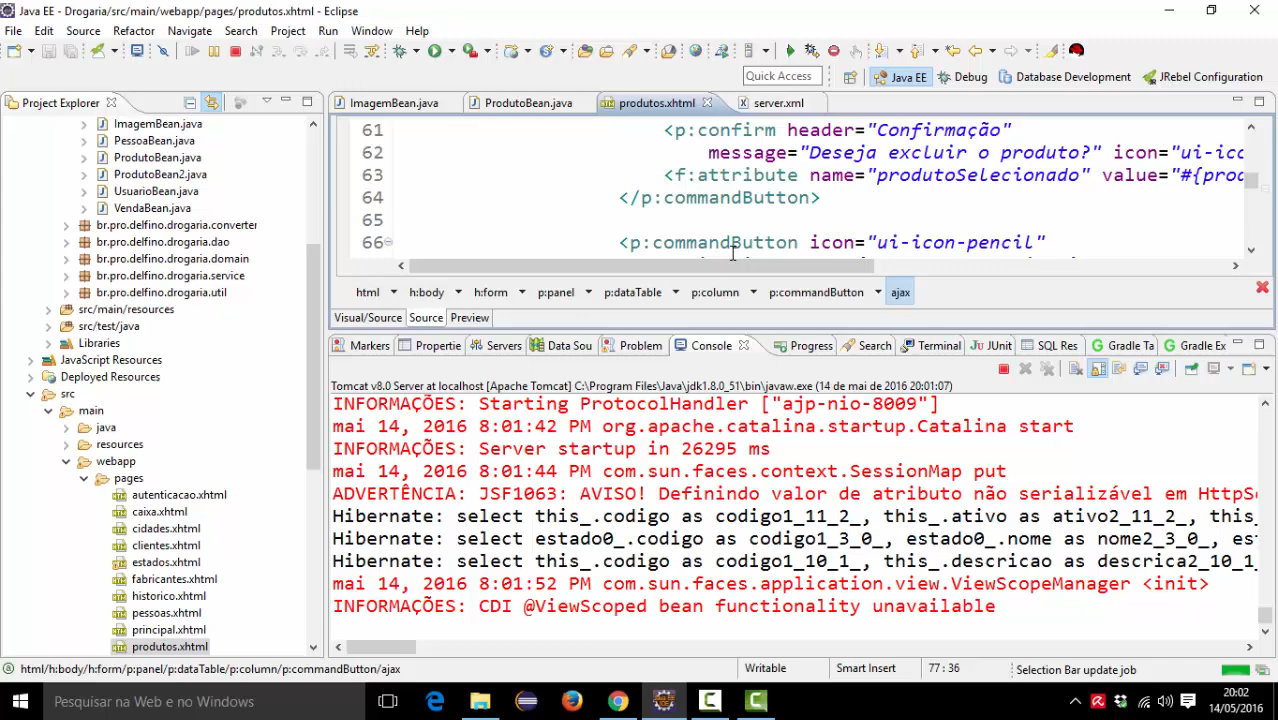 Java EE - Drogaria/src/main/webapp/pages/produtos.xhtml - Eclipse
File Edit Source Refactor Navigate Search Project Run Window Help
Quick Access Java EE Debug Database Development JRebel Configuration
Project Explorer
ImagemBean.java
PessoaBean.java
ProdutoBean.java
ProdutoBean2.java
UsuarioBean.java
VendaBean.java
br.pro.delfino.drogaria.converter
br.pro.delfino.drogaria.dao
br.pro.delfino.drogaria.domain
br.pro.delfino.drogaria.service
br.pro.delfino.drogaria.util
src/main/resources
src/test/java
Libraries
JavaScript Resources
Deployed Resources
src
main
java
resources
webapp
pages
autenticacao.xhtml
caixa.xhtml
cidades.xhtml
clientes.xhtml
estados.xhtml
fabricantes.xhtml
historico.xhtml
pessoas.xhtml
principal.xhtml
produtos.xhtml
ImagemBean.java ProdutoBean.java produtos.xhtml server.xml
61 <p:confirm header="Confirmação"
62 message="Deseja excluir o produto?" icon="ui-ico
63 <f:attribute name="produtoSelecionado" value="#{prod
64 </p:commandButton>
65
66 <p:commandButton icon="ui-icon-pencil"
html h:body h:form p:panel p:dataTable p:column p:commandButton ajax
Visual/Source Source Preview
Markers Propertie Servers Data Sou Problem Console Progress Search Terminal JUnit SQL Res Gradle Ta Gradle Ex
Tomcat v8.0 Server at localhost [Apache Tomcat] C:\Program Files\Java\jdk1.8.0_51\bin\javaw.exe (14 de mai de 2016 20:01:07)
INFORMAÇÕES: Starting ProtocolHandler ["ajp-nio-8009"]
mai 14, 2016 8:01:42 PM org.apache.catalina.startup.Catalina start
INFORMAÇÕES: Server startup in 26295 ms
mai 14, 2016 8:01:44 PM com.sun.faces.context.SessionMap put
ADVERTÊNCIA: JSF1063: AVISO! Definindo valor de atributo não serializável em HttpSe
Hibernate: select this_.codigo as codigo1_11_2_, this_.ativo as ativo2_11_2_, this_
Hibernate: select estado0_.codigo as codigo1_3_0_, estado0_.nome as nome2_3_0_, est
Hibernate: select this_.codigo as codigo1_10_1_, this_.descricao as descrica2_10_1_
mai 14, 2016 8:01:52 PM com.sun.faces.application.view.ViewScopeManager <init>
INFORMAÇÕES: CDI @ViewScoped bean functionality unavailable
html/h:body/h:form/p:panel/p:dataTable/p:column/p:commandButton/ajax Writable Smart Insert 77 : 36 Selection Bar update job
Pesquisar na Web e no Windows
20:02
14/05/2016